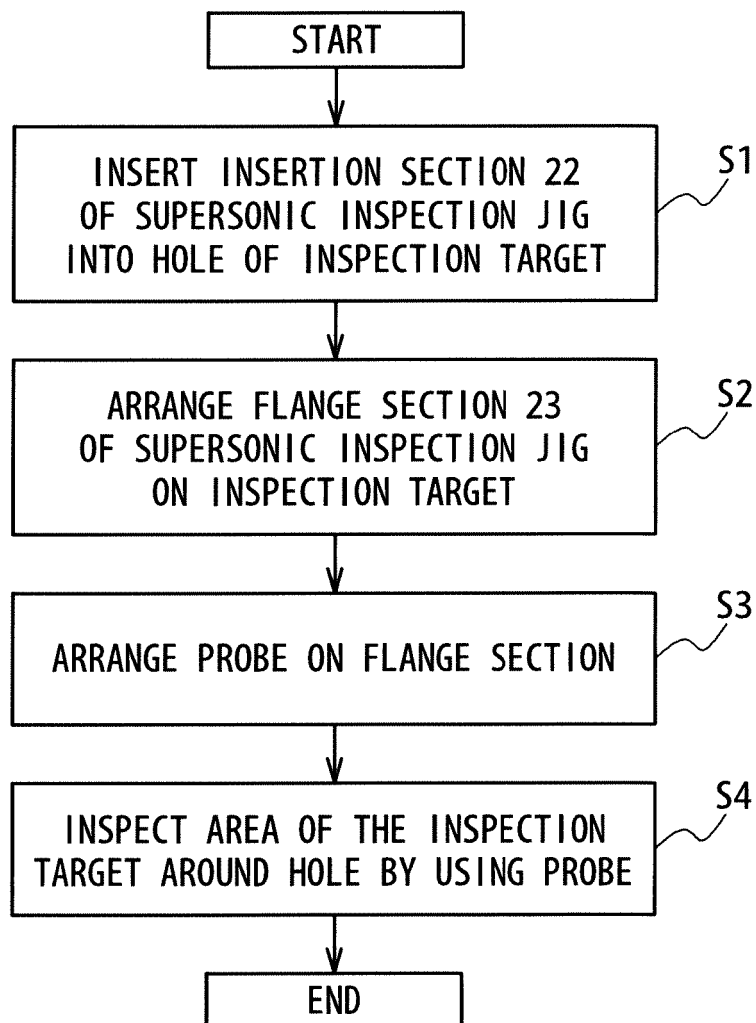 START
INSERT INSERTION SECTION 22
OF SUPERSONIC INSPECTION JIG
INTO HOLE OF INSPECTION TARGET
S1
ARRANGE FLANGE SECTION 23
OF SUPERSONIC INSPECTION JIG
ON INSPECTION TARGET
S2
ARRANGE PROBE ON FLANGE SECTION
S3
INSPECT AREA OF THE INSPECTION
TARGET AROUND HOLE BY USING PROBE
S4
END